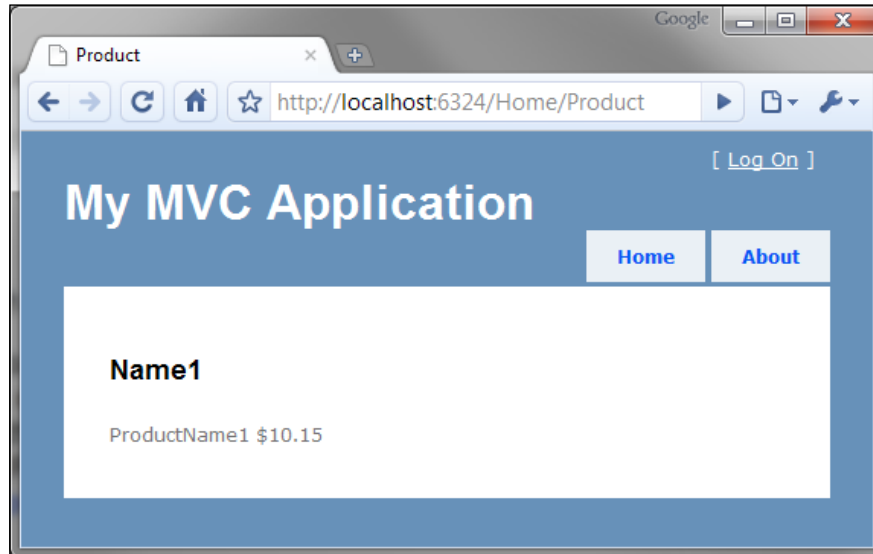 Google
Product
http://localhost:6324/Home/Product
[ Log On ]
My MVC Application
Home
About
Name1
ProductName1 $10.15